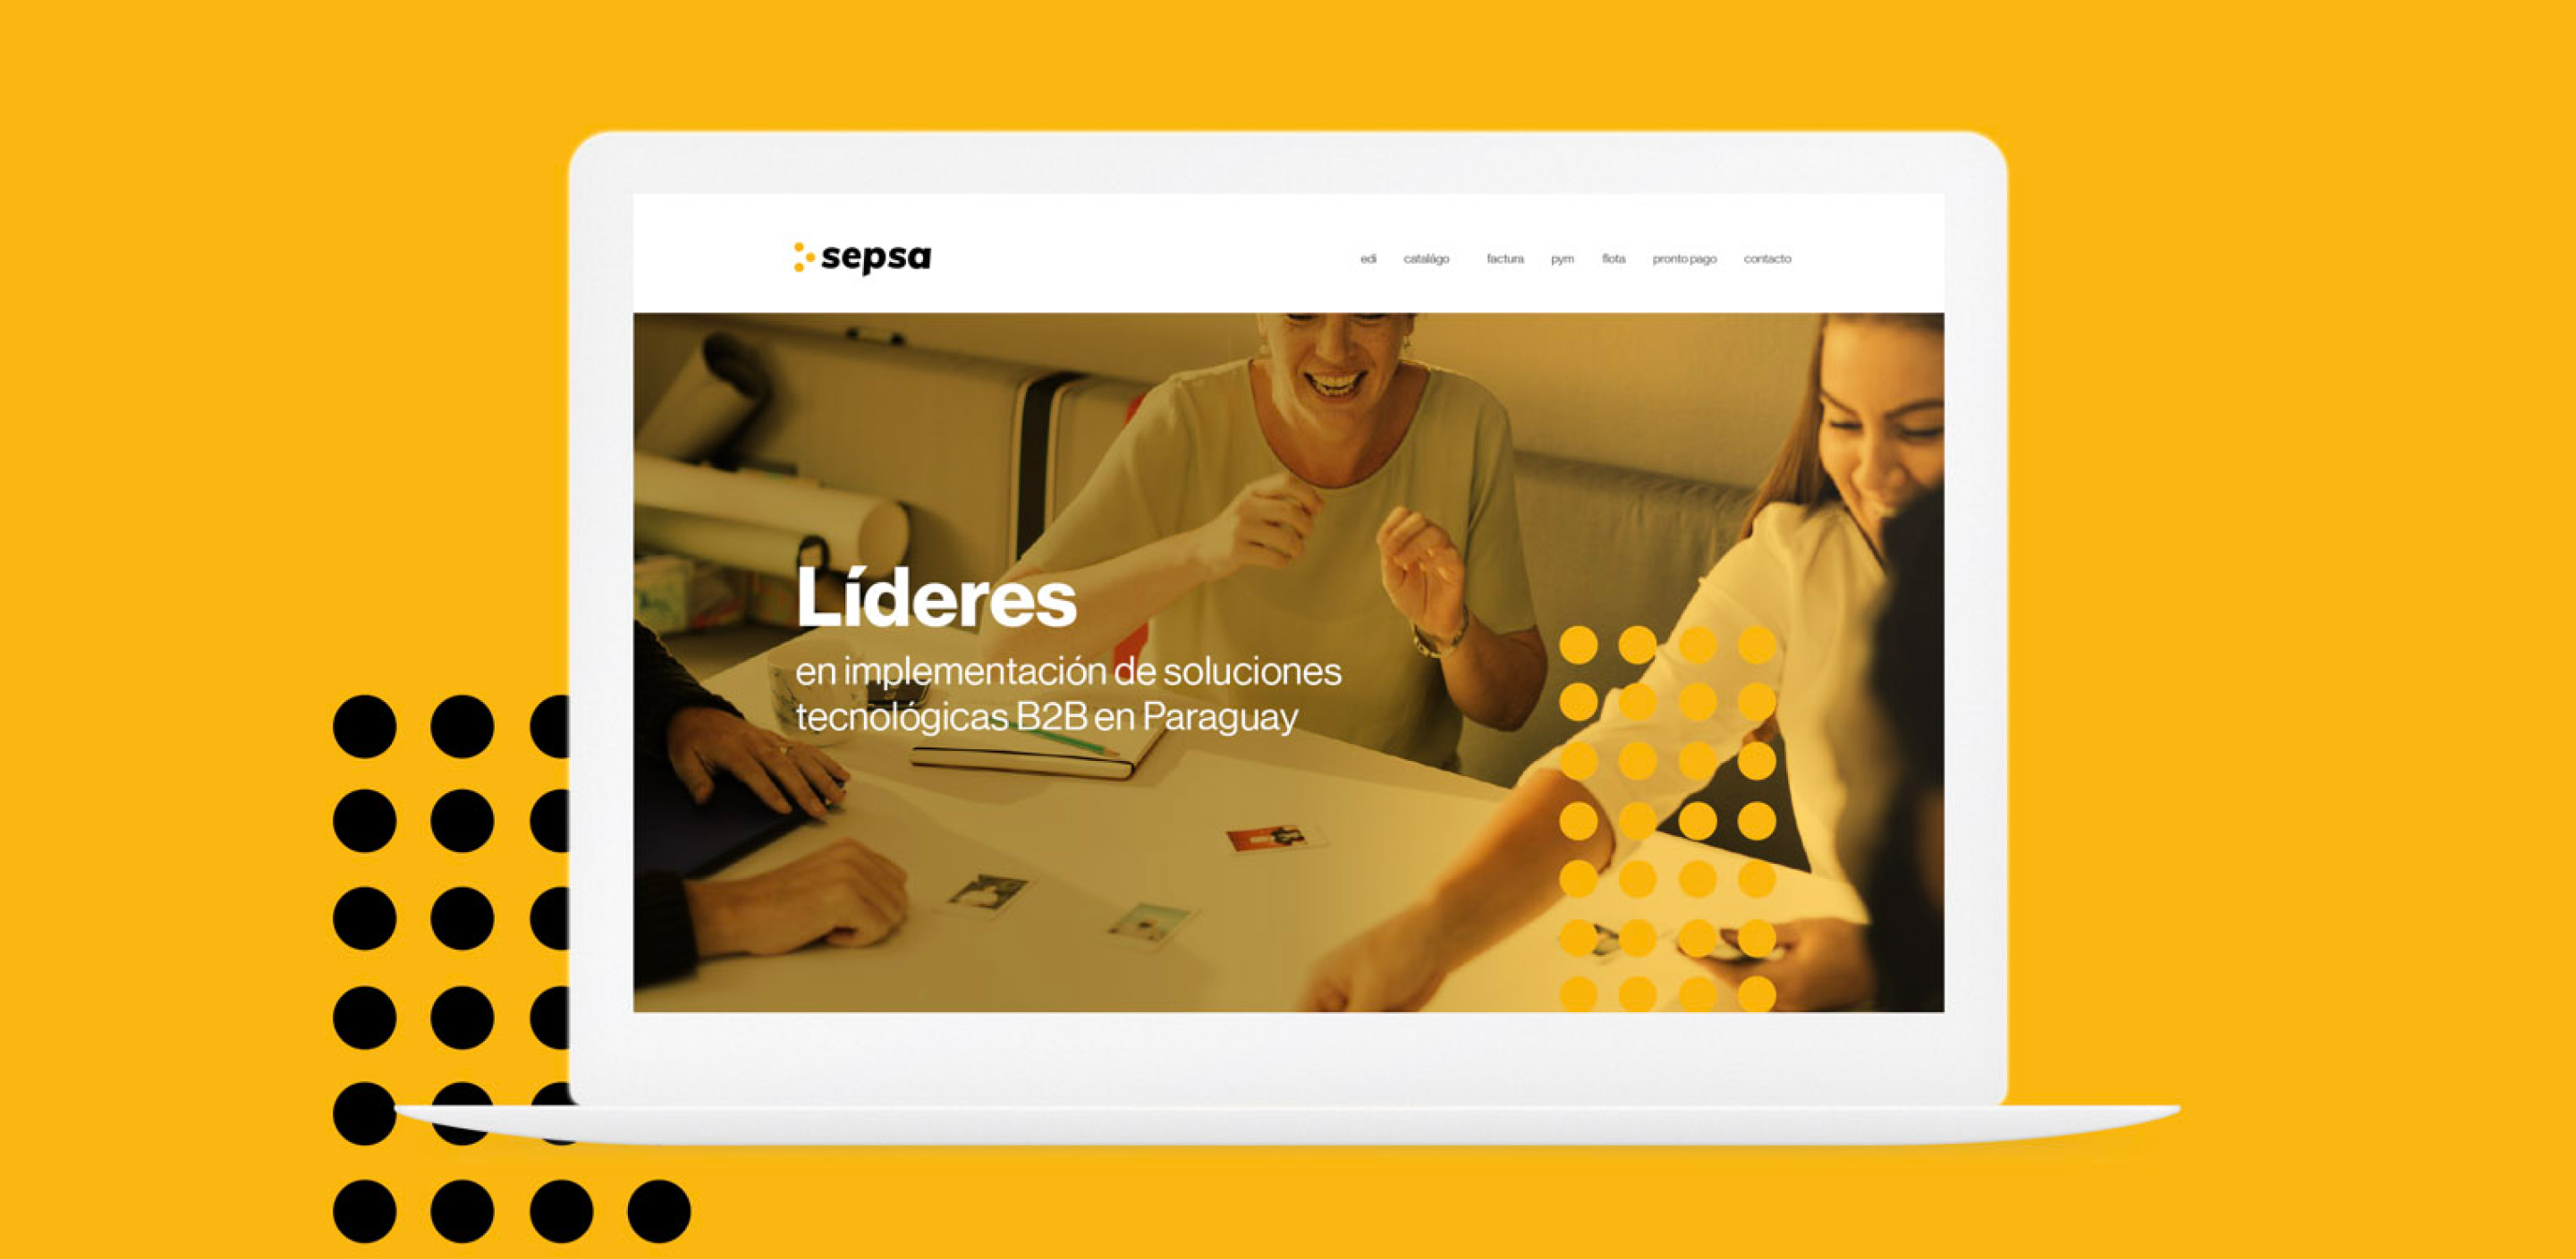 sepsa
edi catalágo factura pym flota pronto pago contacto
Líderes
en implementación de soluciones
tecnológicas B2B en Paraguay